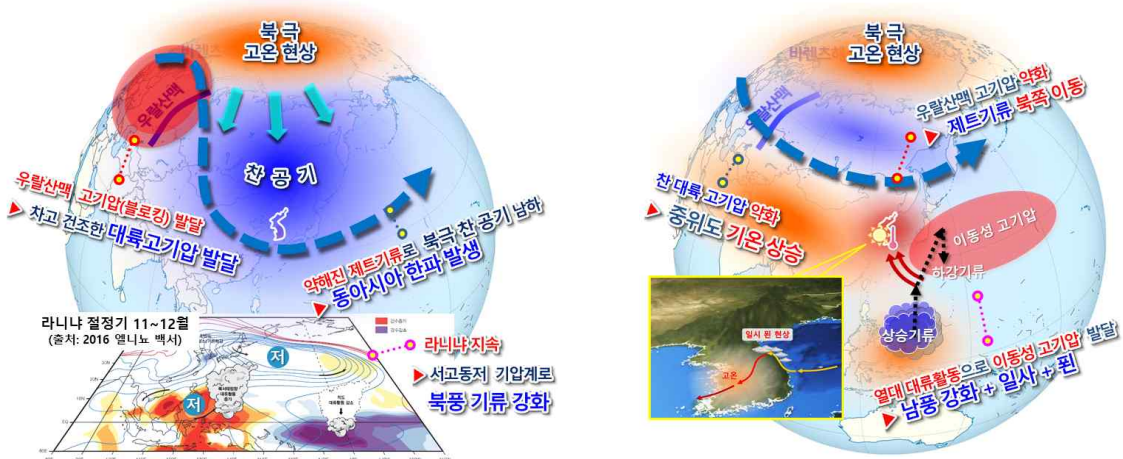 북 극
고온 현상
바렌츠
우랄산맥
찬 공 기
우랄산맥 고기압(블로킹) 발달
▶ 차고 건조한 대륙고기압 발달
약해진 제트기류로 북극 찬 공기 남하
▶ 동아시아 한파 발생
라니냐 절정기 11~12월
(출처: 2016 엘니뇨 백서)
저
저
라니냐 지속
▶ 서고동저 기압계로
북풍 기류 강화
북 극
고온 현상
바렌츠
우랄산맥
우랄산맥 고기압 약화
▶ 제트기류 북쪽 이동
찬 대륙 고기압 약화
▶ 중위도 기온 상승
이동성 고기압
하강기류
상승기류
일시 푄 현상
고온
열대 대류활동으로 이동성 고기압 발달
▶ 남풍 강화 + 일사 + 푄